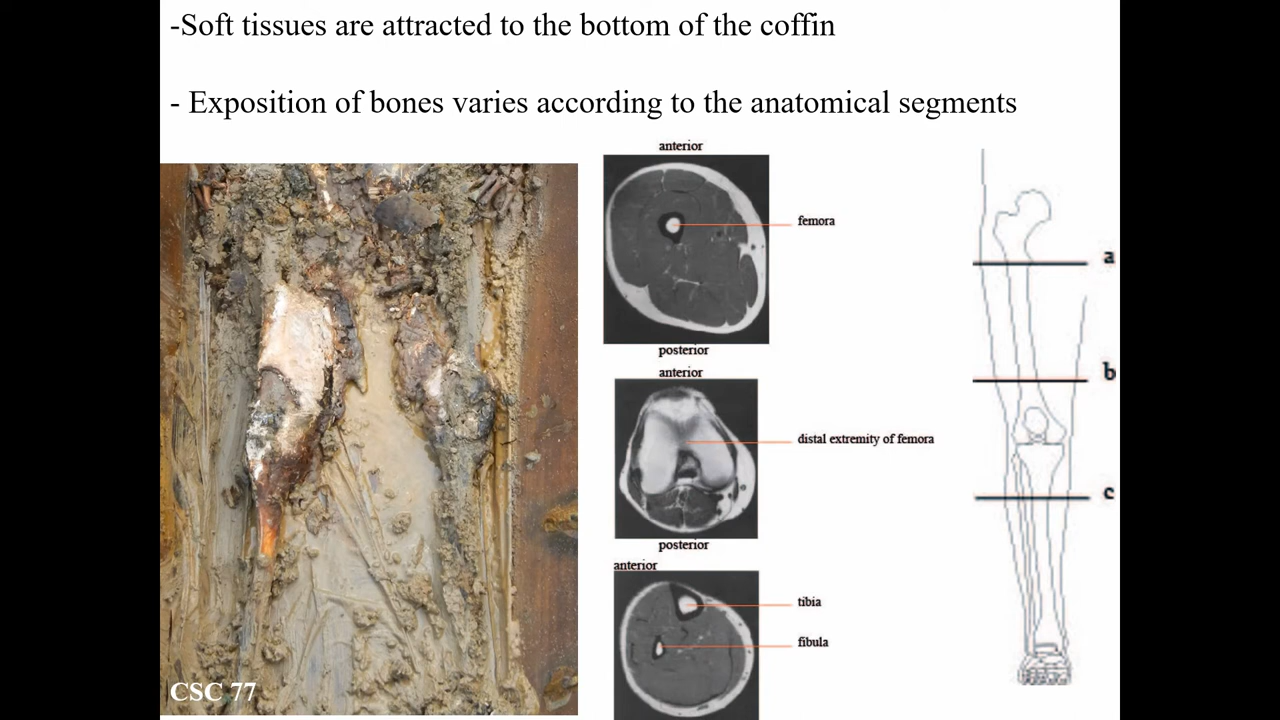 -Soft tissues are attracted to the bottom of the coffin
- Exposition of bones varies according to the anatomical segments
anterior
femora
posterior
anterior
distal extremity of femora
posterior
anterior
tibia
fibula
a
b
c
CSC 77